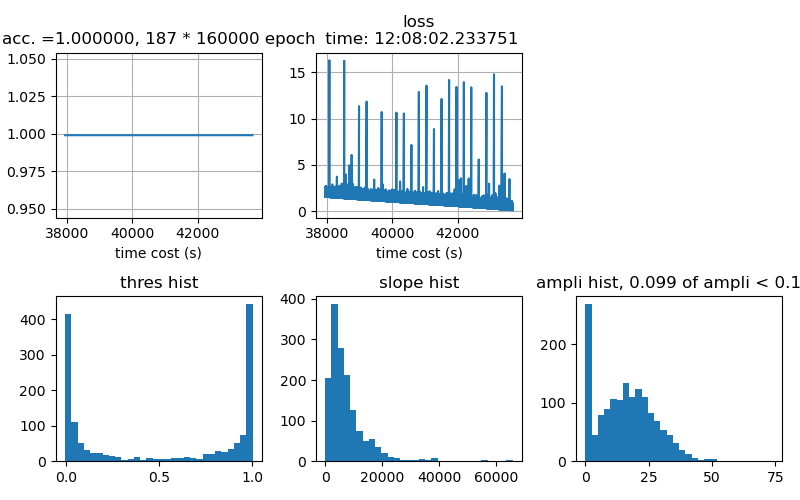 loss
acc. =1.000000, 187 * 160000 epoch time: 12:08:02.233751
1.050
1.025
1.000
0.975
0.950
38000 40000 42000
time cost (s)
15
10
5
0
38000 40000 42000
time cost (s)
thres hist
400
300
200
100
0
0.0 0.5 1.0
slope hist
400
300
200
100
0
0 20000 40000 60000
ampli hist, 0.099 of ampli < 0.1
200
100
0
0 25 50 75